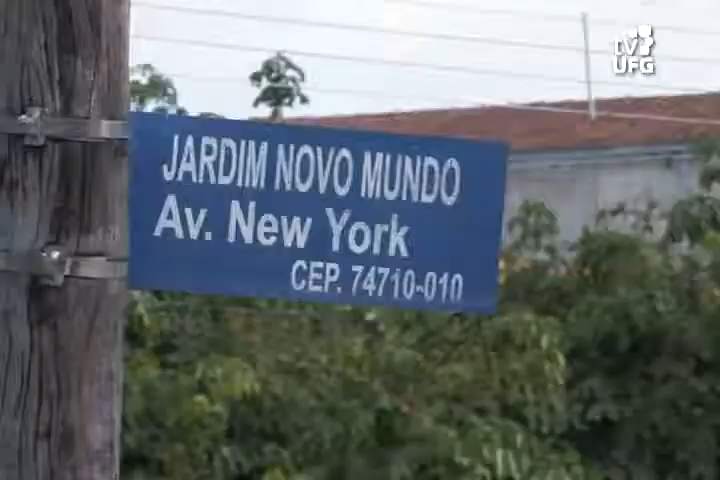 tv
UFG
JARDIM NOVO MUNDO
Av. New York
CEP. 74710-010